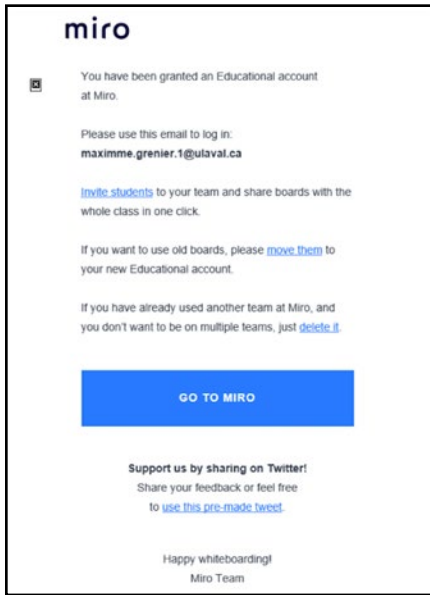 miro
You have been granted an Educational account
at Miro.
Please use this email to log in:
maximme.grenier.1@ulaval.ca
Invite students to your team and share boards with the
whole class in one click.
If you want to use old boards, please move them to
your new Educational account.
If you have already used another team at Miro, and
you don't want to be on multiple teams, just delete it.
GO TO MIRO
Support us by sharing on Twitter!
Share your feedback or feel free
to use this pre-made tweet.
Happy whiteboarding!
Miro Team